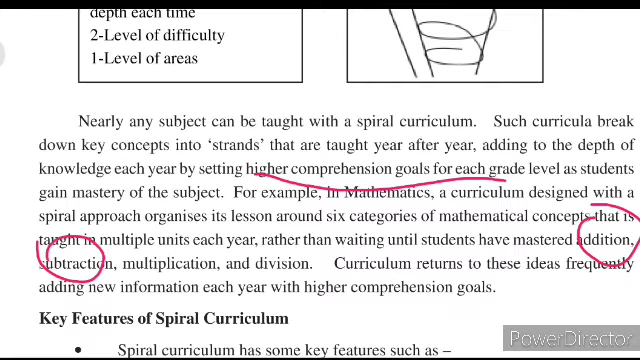 depth each time
2-Level of difficulty
1-Level of areas
Nearly any subject can be taught with a spiral curriculum. Such curricula break
down key concepts into ‘strands’ that are taught year after year, adding to the depth of
knowledge each year by setting higher comprehension goals for each grade level as students
gain mastery of the subject. For example, in Mathematics, a curriculum designed with a
spiral approach organises its lesson around six categories of mathematical concepts that is
taught in multiple units each year, rather than waiting until students have mastered addition,
subtraction, multiplication, and division. Curriculum returns to these ideas frequently
adding new information each year with higher comprehension goals.
Key Features of Spiral Curriculum
• Spiral curriculum has some key features such as –
PowerDirector